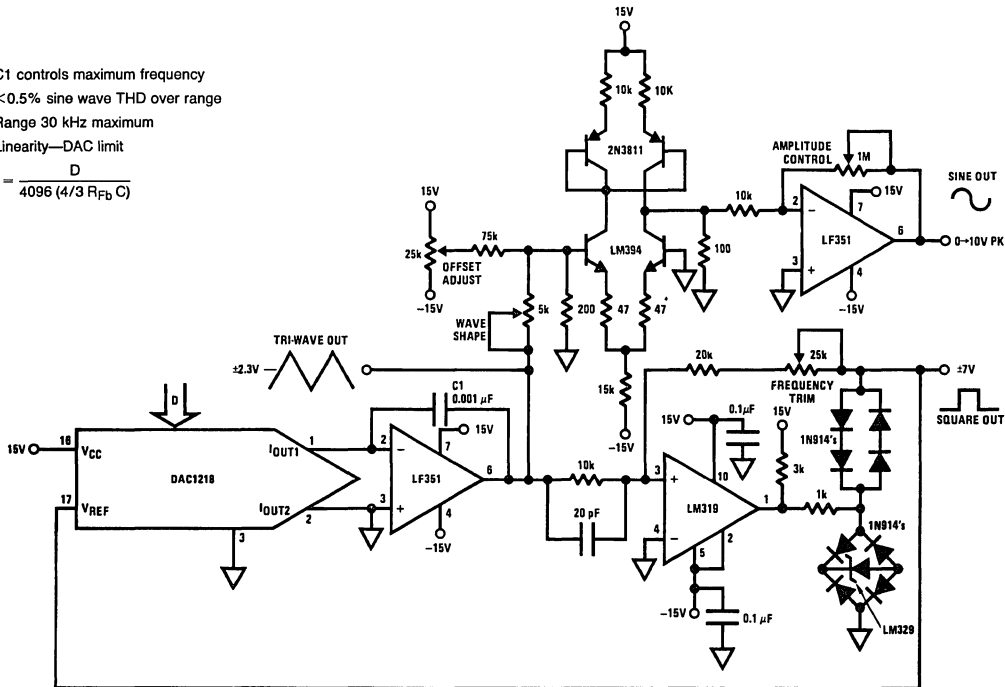 C1 controls maximum frequency
<0.5% sine wave THD over range
Range 30 kHz maximum
Linearity—DAC limit
= D
4096 (4/3 RFb C)
15V
10k
10K
2N3811
AMPLITUDE
CONTROL
1M
SINE OUT
15V
10k
2
−
7
LF351
6
0→10V PK
3
+
4
−15V
100
15V
25k
75k
OFFSET
ADJUST
−15V
LM394
5k
WAVE
SHAPE
200
47
47
15k
−15V
TRI-WAVE OUT
±2.3V
C1
0.001 μF
20k
25k
FREQUENCY
TRIM
±7V
SQUARE OUT
D
15V
16
VCC
IOUT1
1
DAC1218
17
VREF
IOUT2
2
3
2
−
7
15V
LF351
6
3
+
4
−15V
10k
20 pF
15V
0.1μF
10
3
+
LM319
1
4
−
5
2
−15V
0.1 μF
15V
3k
1k
1N914's
1N914's
LM329